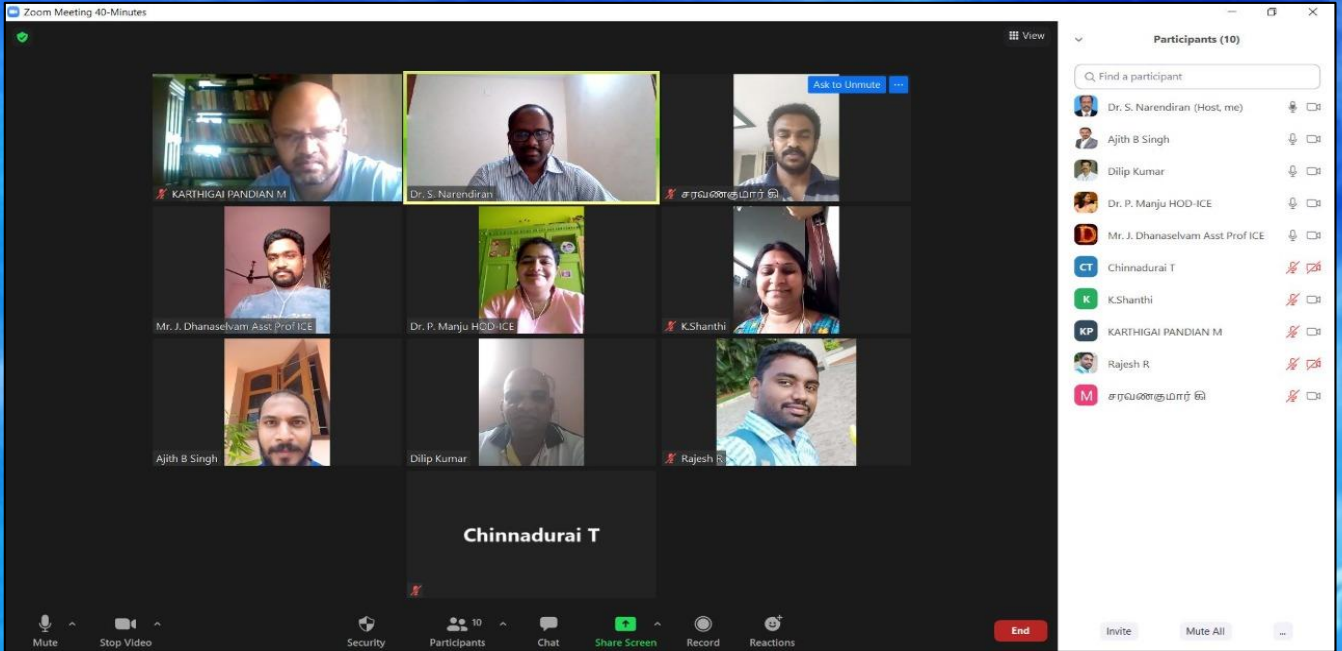 Zoom Meeting 40-Minutes
View
Participants (10)
Find a participant
Ask to Unmute
...
KARTHIGAI PANDIAN M
Dr. S. Narendiran
சரவணகுமார் கி
Mr. J. Dhanaselvam Asst Prof ICE
Dr. P. Manju HOD-ICE
K.Shanthi
Ajith B Singh
Dilip Kumar
Rajesh R
Chinnadurai T
Dr. S. Narendiran (Host, me)
Ajith B Singh
Dilip Kumar
Dr. P. Manju HOD-ICE
D
Mr. J. Dhanaselvam Asst Prof ICE
CT
Chinnadurai T
K
K.Shanthi
KP
KARTHIGAI PANDIAN M
Rajesh R
M
சரவணகுமார் கி
Mute
Stop Video
Security
Participants
10
Chat
Share Screen
Record
Reactions
End
Invite
Mute All
...